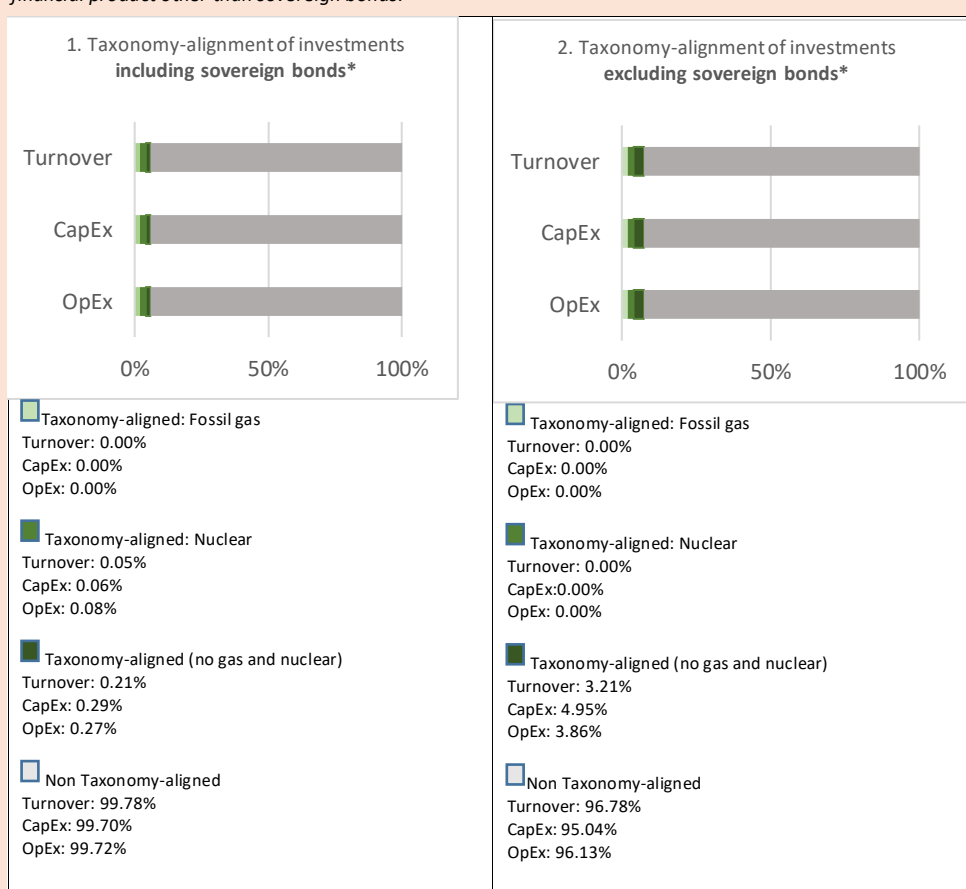 financial product other than sovereign bonds.
1. Taxonomy-alignment of investments
including sovereign bonds*
Turnover
CapEx
OpEx
0% 50% 100%
Taxonomy-aligned: Fossil gas
Turnover: 0.00%
CapEx: 0.00%
OpEx: 0.00%
Taxonomy-aligned: Nuclear
Turnover: 0.05%
CapEx: 0.06%
OpEx: 0.08%
Taxonomy-aligned (no gas and nuclear)
Turnover: 0.21%
CapEx: 0.29%
OpEx: 0.27%
Non Taxonomy-aligned
Turnover: 99.78%
CapEx: 99.70%
OpEx: 99.72%
2. Taxonomy-alignment of investments
excluding sovereign bonds*
Turnover
CapEx
OpEx
0% 50% 100%
Taxonomy-aligned: Fossil gas
Turnover: 0.00%
CapEx: 0.00%
OpEx: 0.00%
Taxonomy-aligned: Nuclear
Turnover: 0.00%
CapEx:0.00%
OpEx: 0.00%
Taxonomy-aligned (no gas and nuclear)
Turnover: 3.21%
CapEx: 4.95%
OpEx: 3.86%
Non Taxonomy-aligned
Turnover: 96.78%
CapEx: 95.04%
OpEx: 96.13%